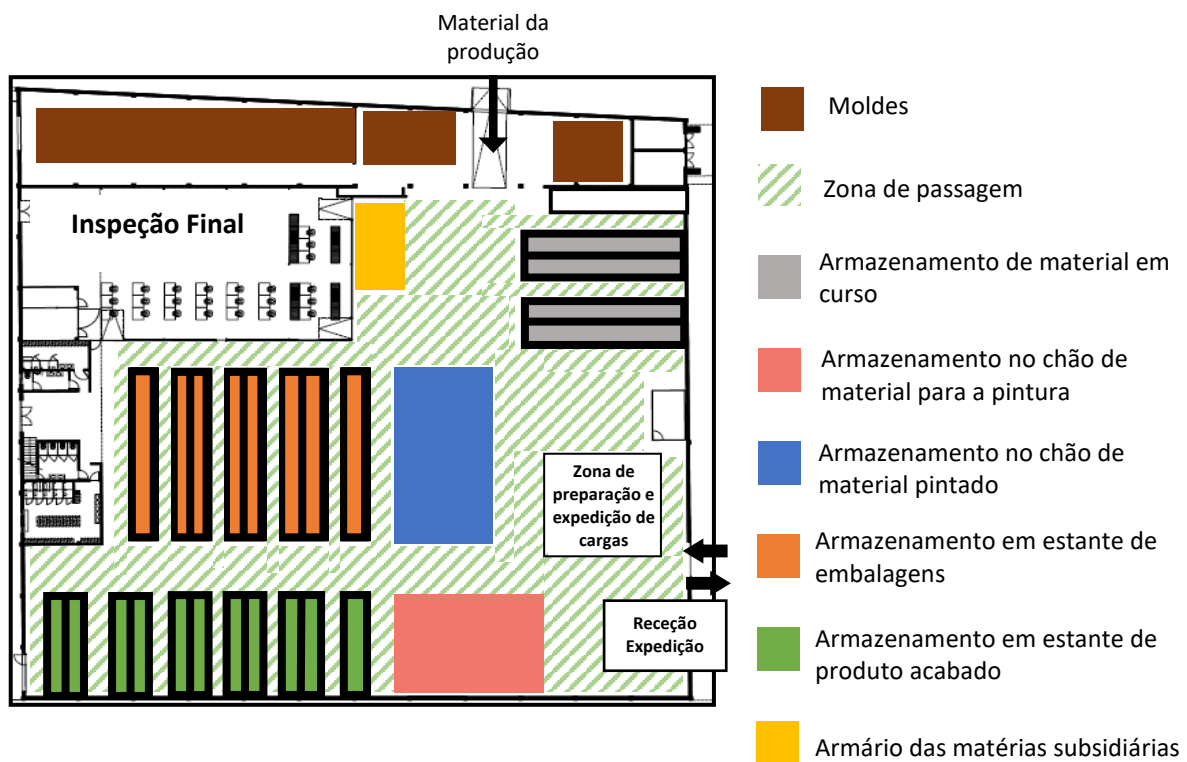 Material da
produção
Moldes
Zona de passagem
Inspeção Final
Armazenamento de material em
curso
Armazenamento no chão de
material para a pintura
Armazenamento no chão de
material pintado
Zona de
preparação e
expedição de
cargas
Armazenamento em estante de
embalagens
Receção
Expedição
Armazenamento em estante de
produto acabado
Armário das matérias subsidiárias